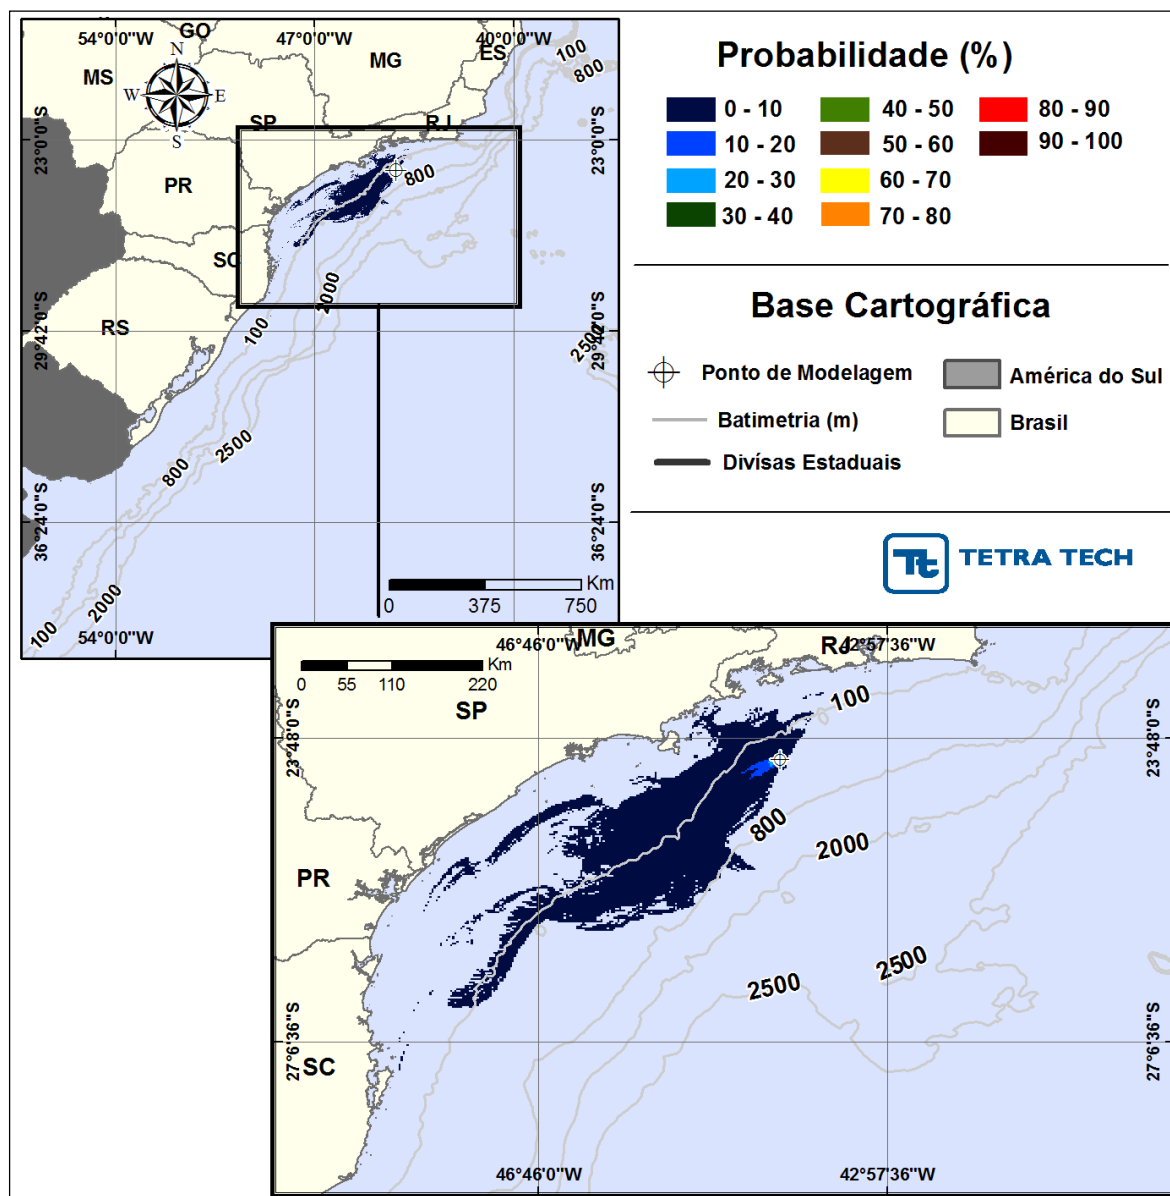 54°0'0"W
47°0'0"W
40°0'0"W
GO
N
W
E
S
MS
MG
ES
100
800
SP
RJ
23°0'0"S
23°0'0"S
PR
800
SC
RS
2000
100
2500
29°42'0"S
29°42'0"S
2500
800
36°24'0"S
36°24'0"S
2000
100
54°0'0"W
Km
0 375 750
Probabilidade (%)
0 - 10
10 - 20
20 - 30
30 - 40
40 - 50
50 - 60
60 - 70
70 - 80
80 - 90
90 - 100
Base Cartográfica
Ponto de Modelagem
Batimetria (m)
Divísas Estaduais
América do Sul
Brasil
Tt TETRA TECH
46°46'0"W
MG
RJ
42°57'36"W
Km
0 55 110 220
SP
100
23°48'0"S
23°48'0"S
800
2000
PR
2500
2500
27°6'36"S
27°6'36"S
SC
46°46'0"W
42°57'36"W